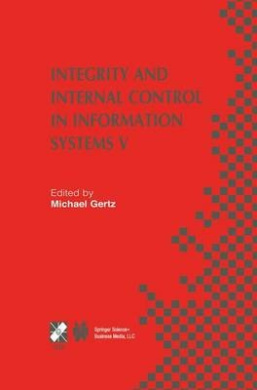 INTEGRITY AND
INTERNAL CONTROL
IN INFORMATION
SYSTEMS V
Edited by
Michael Gertz
Springer Science+
Business Media, LLC